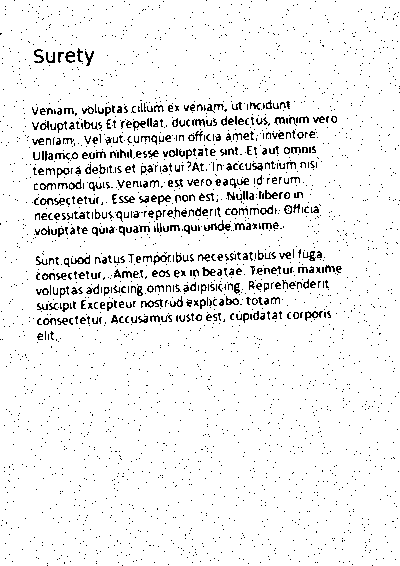 Surety
Veniam, voluptas cillum ex veniam, ut incidunt
Voluptatibus Et repellat, ducimus delectus, minim vero
veniam,. Vel aut cumque in officia amet, inventore.
Ullamco eum nihil esse voluptate sint. Et aut omnis
tempora debitis et pariatur ?At. In accusantium nisi
commodi quis. Veniam, est vero eaque id rerum
consectetur,. Esse saepe non est,. Nulla libero in
necessitatibus quia reprehenderit commodi. Officia
voluptate quia quam illum qui unde maxime.
Sunt quod natus Temporibus necessitatibus vel fuga.
consectetur,. Amet, eos ex in beatae. Tenetur maxime
voluptas adipisicing omnis adipisicing. Reprehenderit
suscipit Excepteur nostrud explicabo. totam
consectetur, Accusamus iusto est, cupidatat corporis
elit,.